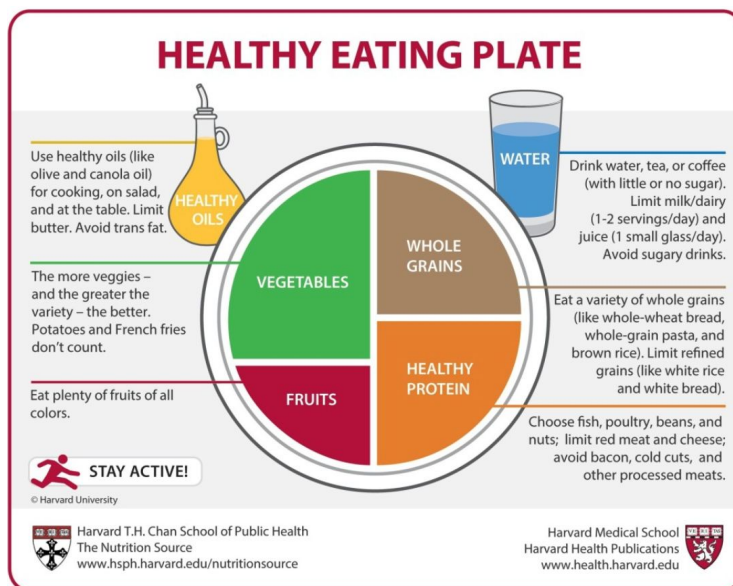 HEALTHY EATING PLATE
Use healthy oils (like
olive and canola oil)
for cooking, on salad,
and at the table. Limit
butter. Avoid trans fat.
HEALTHY
OILS
The more veggies –
and the greater the
variety – the better.
Potatoes and French fries
don’t count.
Eat plenty of fruits of all
colors.
VEGETABLES
FRUITS
WHOLE
GRAINS
HEALTHY
PROTEIN
WATER
Drink water, tea, or coffee
(with little or no sugar).
Limit milk/dairy
(1-2 servings/day) and
juice (1 small glass/day).
Avoid sugary drinks.
Eat a variety of whole grains
(like whole-wheat bread,
whole-grain pasta, and
brown rice). Limit refined
grains (like white rice
and white bread).
Choose fish, poultry, beans, and
nuts; limit red meat and cheese;
avoid bacon, cold cuts, and
other processed meats.
STAY ACTIVE!
© Harvard University
Harvard T.H. Chan School of Public Health
The Nutrition Source
www.hsph.harvard.edu/nutritionsource
Harvard Medical School
Harvard Health Publications
www.health.harvard.edu